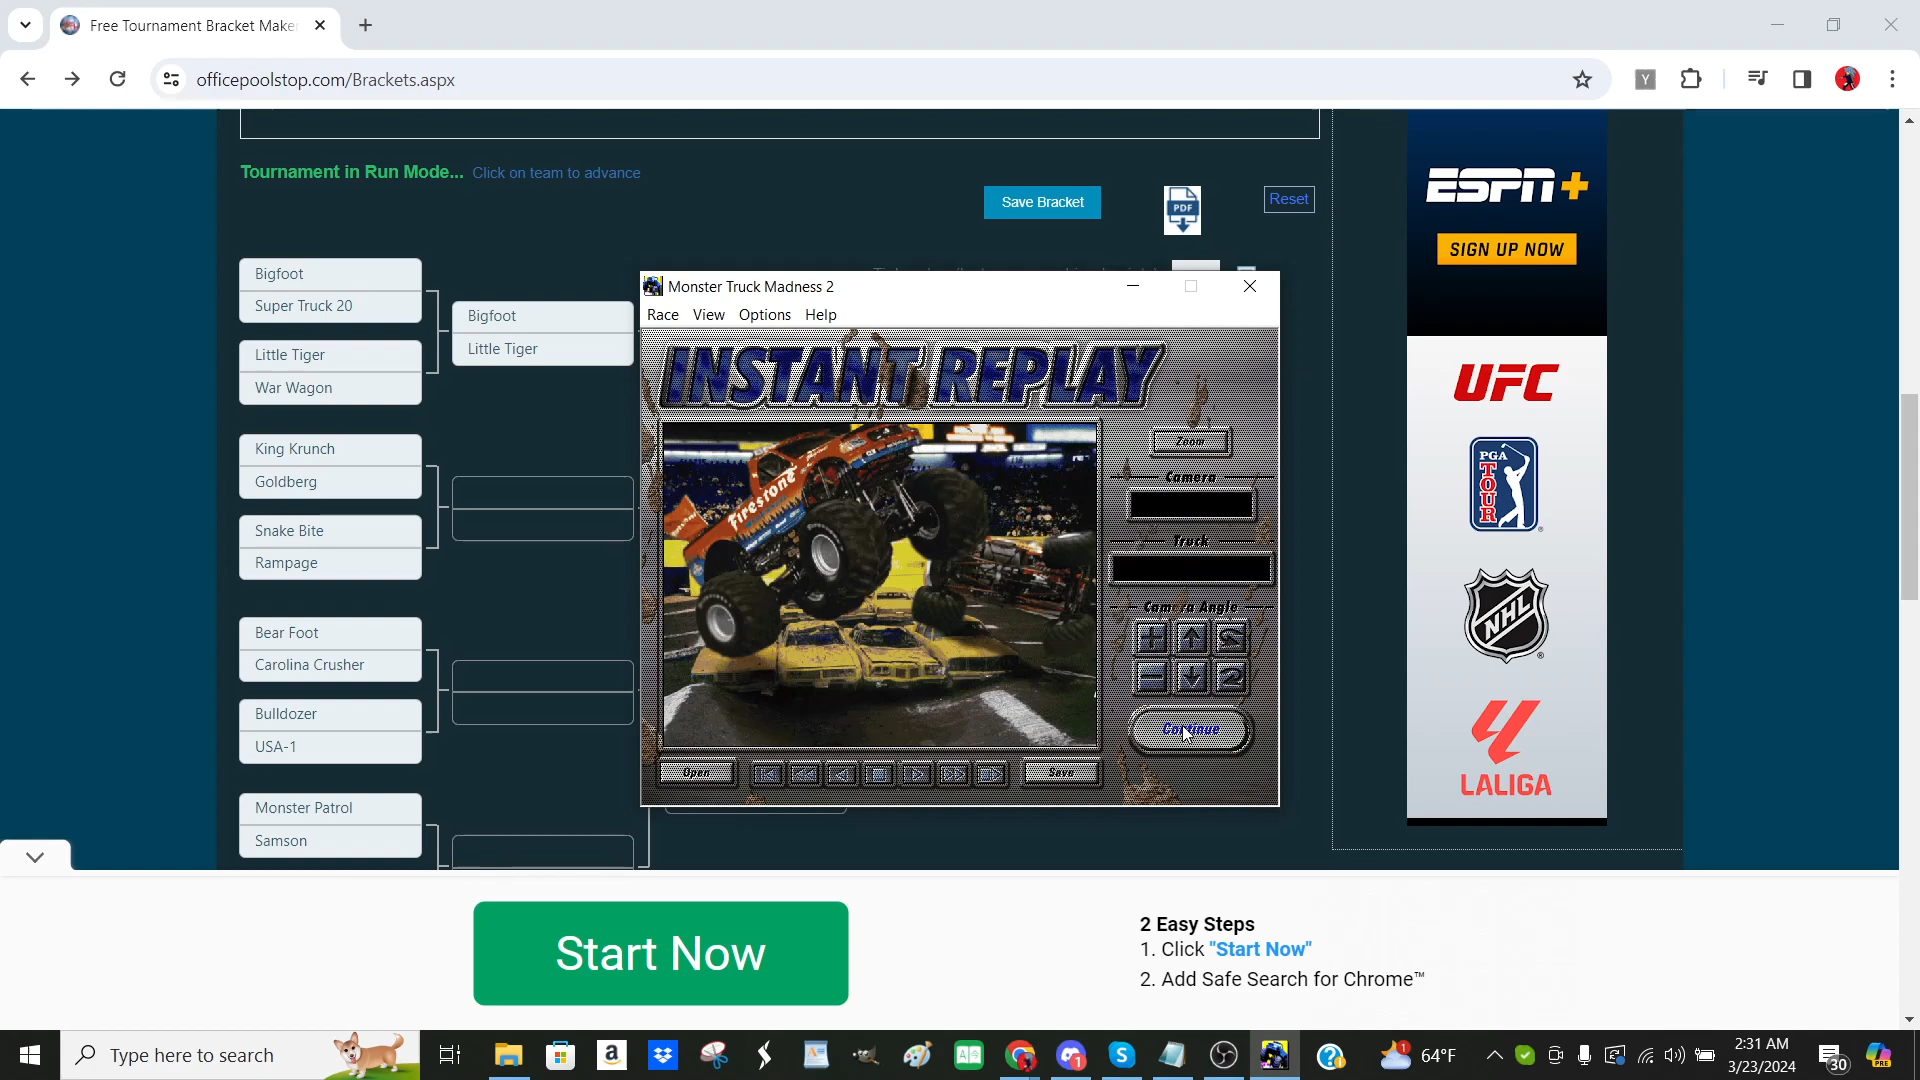 Free Tournament Bracket Make
officepoolstop.com/Brackets.aspx
Y
Tournament in Run Mode... Click on team to advance
Save Bracket
PDF
Reset
Bigfoot
Super Truck 20
Little Tiger
War Wagon
King Krunch
Goldberg
Snake Bite
Rampage
Bear Foot
Carolina Crusher
Bulldozer
USA-1
Monster Patrol
Samson
Bigfoot
Little Tiger
Monster Truck Madness 2
Race View Options Help
INSTANT REPLAY
Firestone
Zoom
Camera
Truck
Camera Angle
Continue
Open
Save
ESPN+
SIGN UP NOW
UFC
PGA
TOUR
NHL
LALIGA
Start Now
2 Easy Steps
1. Click "Start Now"
2. Add Safe Search for Chrome™
Type here to search
64°F
2:31 AM
3/23/2024
30